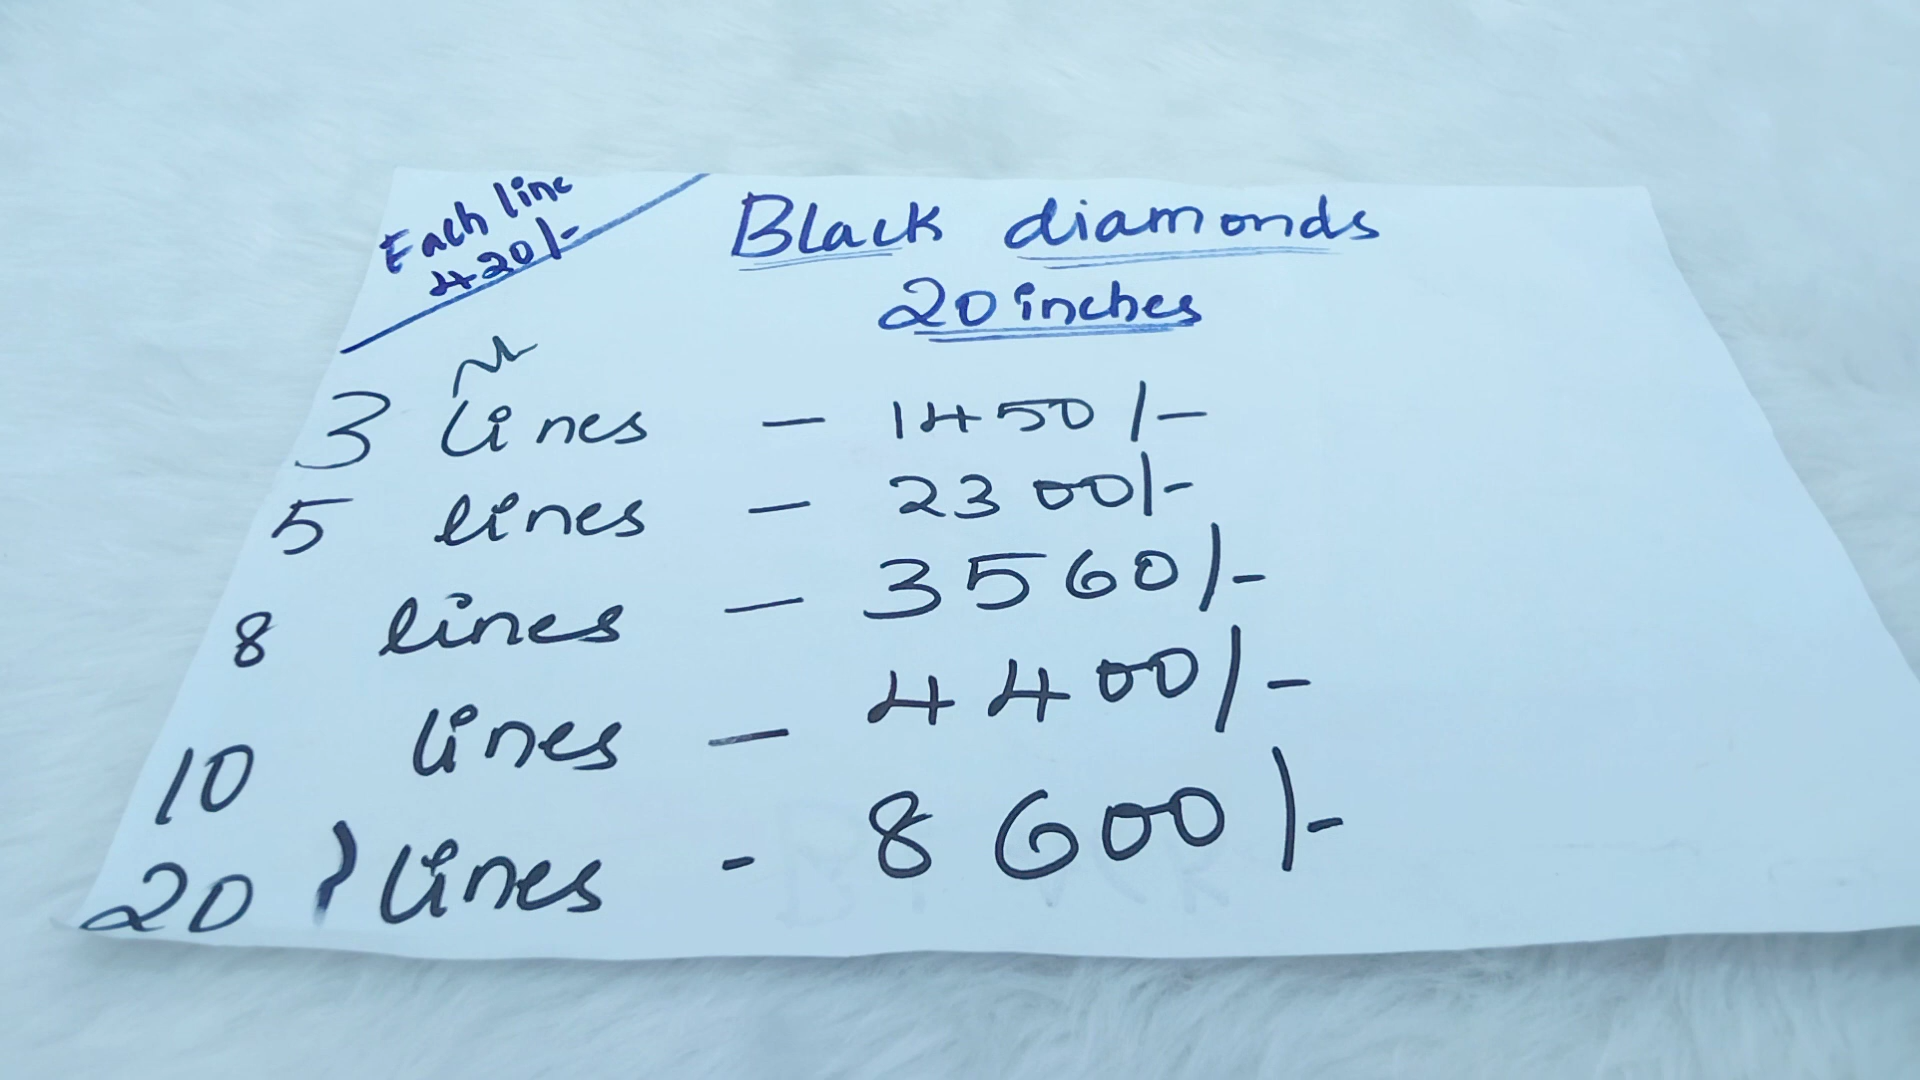 Each line
420/-
Black diamonds
20 inches
3 lines - 1450/-
5 lines - 2300/-
8 lines - 3560/-
10 lines - 4400/-
20 lines - 8600/-